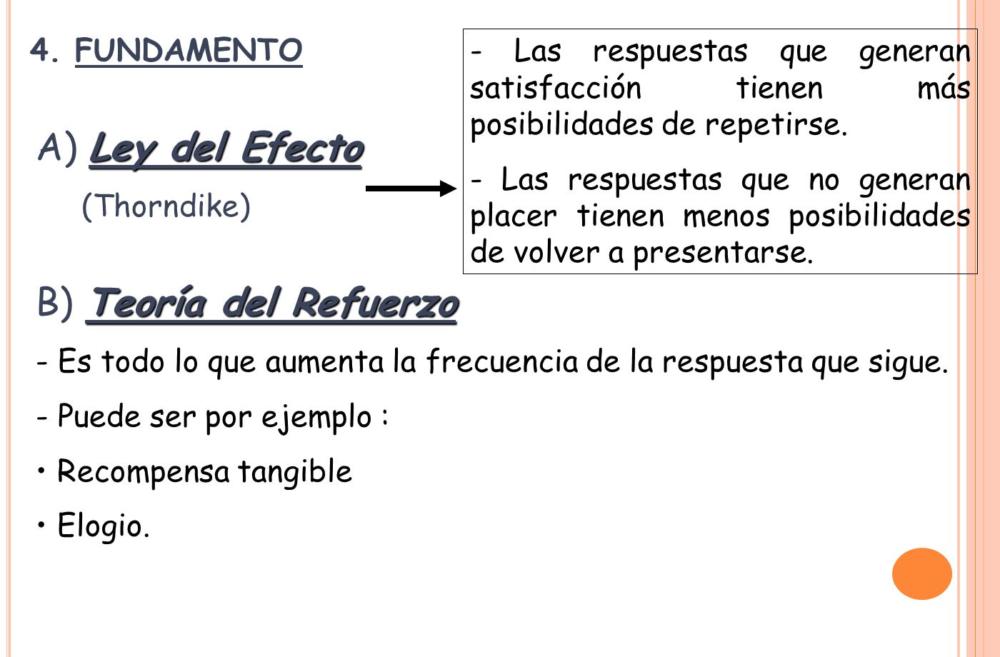 4. FUNDAMENTO
A) Ley del Efecto
(Thorndike)
- Las respuestas que generan
satisfacción tienen más
posibilidades de repetirse.
- Las respuestas que no generan
placer tienen menos posibilidades
de volver a presentarse.
B) Teoría del Refuerzo
- Es todo lo que aumenta la frecuencia de la respuesta que sigue.
- Puede ser por ejemplo :
• Recompensa tangible
• Elogio.